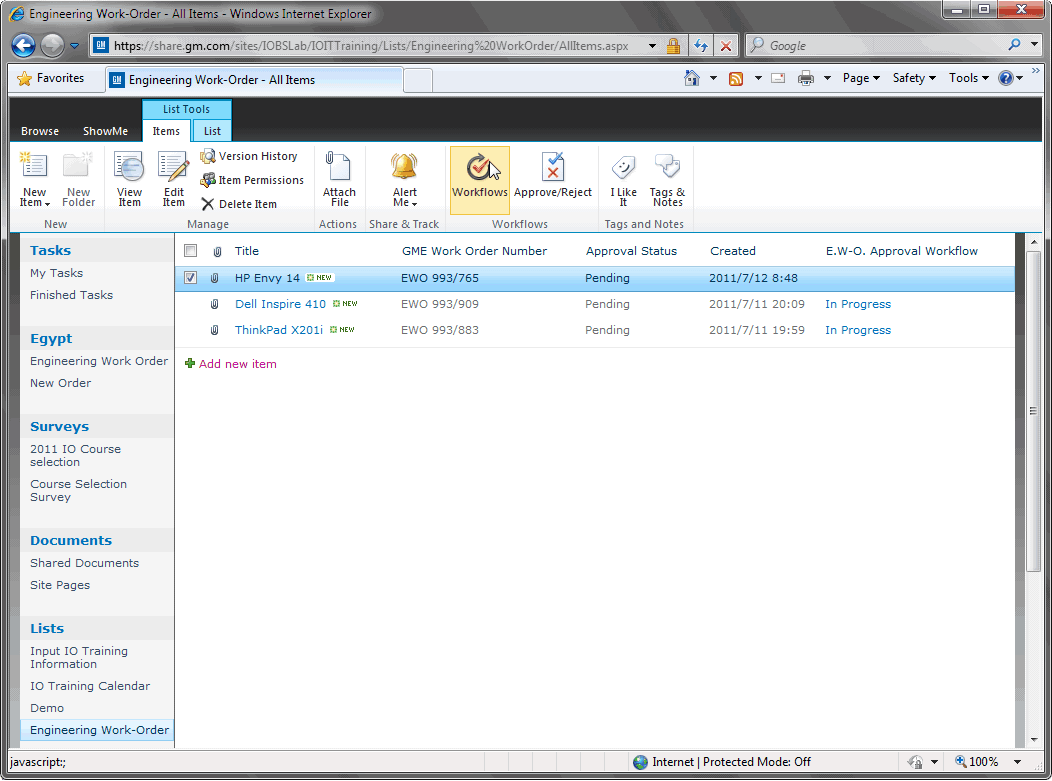 Engineering Work-Order - All Items - Windows Internet Explorer
GM https://share.gm.com/sites/IOBSLab/IOITTraining/Lists/Engineering%20WorkOrder/AllItems.aspx Google
Favorites GM Engineering Work-Order - All Items Page Safety Tools
List Tools
Browse ShowMe Items List
New Item New Folder View Item Edit Item Version History Item Permissions Delete Item Attach File Alert Me Workflows Approve/Reject I Like It Tags & Notes
New Manage Actions Share & Track Workflows Tags and Notes
Tasks
My Tasks
Finished Tasks
Egypt
Engineering Work Order
New Order
Surveys
2011 IO Course
selection
Course Selection
Survey
Documents
Shared Documents
Site Pages
Lists
Input IO Training
Information
IO Training Calendar
Demo
Engineering Work-Order
Title GME Work Order Number Approval Status Created E.W-O. Approval Workflow
HP Envy 14 NEW EWO 993/765 Pending 2011/7/12 8:48
Dell Inspire 410 NEW EWO 993/909 Pending 2011/7/11 20:09 In Progress
ThinkPad X201i NEW EWO 993/883 Pending 2011/7/11 19:59 In Progress
Add new item
javascript:; Internet | Protected Mode: Off 100%